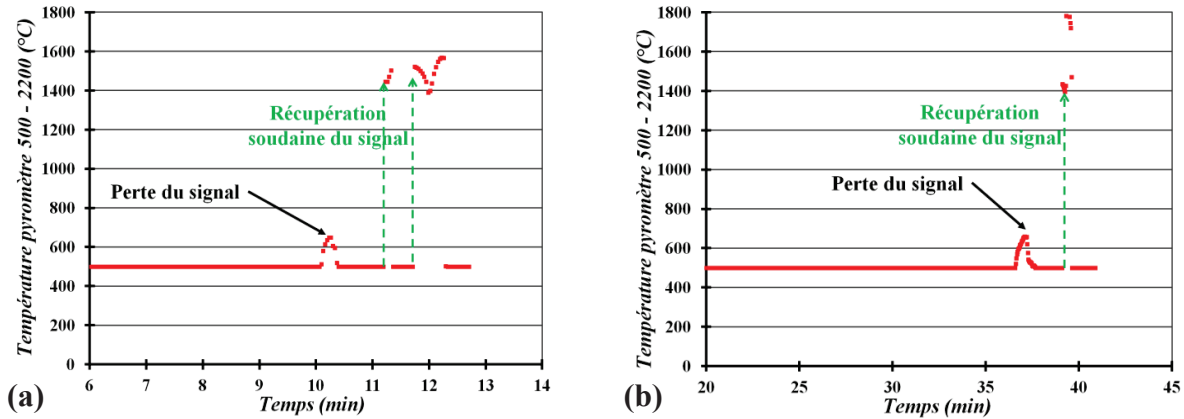 Température pyromètre 500 - 2200 (°C)
1800
1600
1400
1200
1000
800
600
400
200
0
Récupération
soudaine du signal
Perte du signal
6 7 8 9 10 11 12 13 14
Temps (min)
(a)
Température pyromètre 500 - 2200 (°C)
1800
1600
1400
1200
1000
800
600
400
200
0
Récupération
soudaine du signal
Perte du signal
20 25 30 35 40 45
Temps (min)
(b)